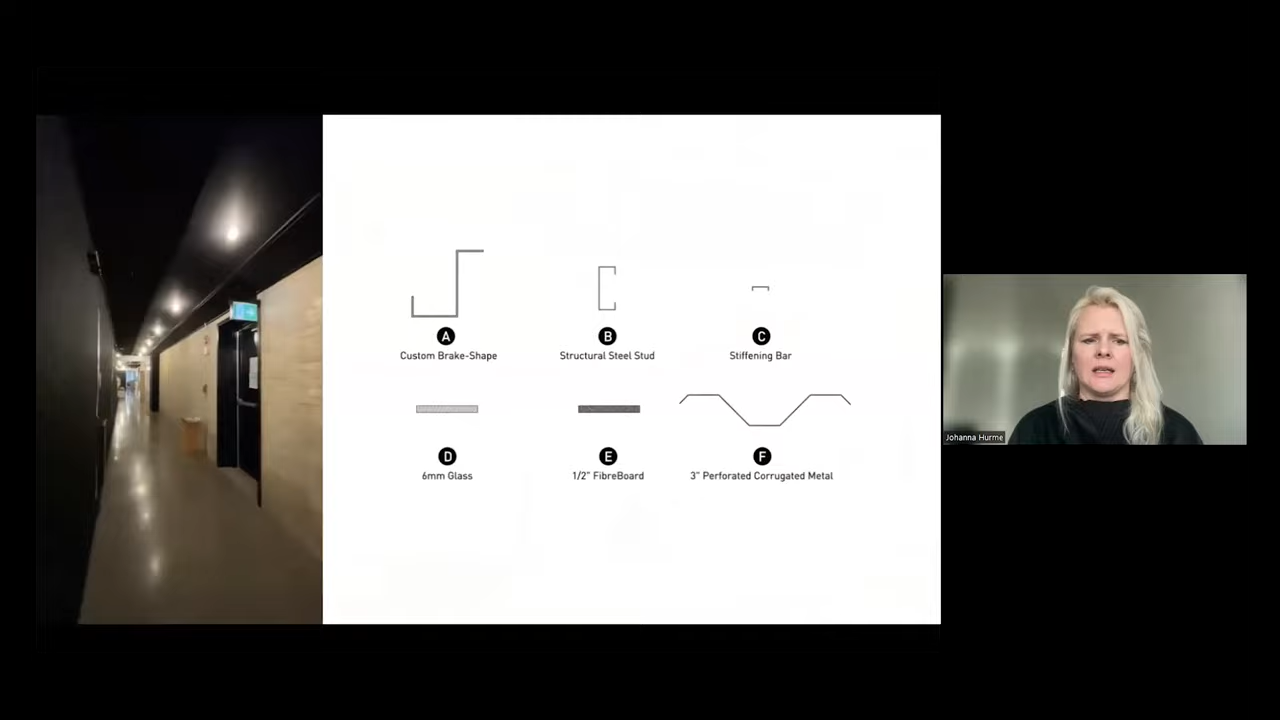 A
B
C
Custom Brake-Shape
Structural Steel Stud
Stiffening Bar
D
E
F
6mm Glass
1/2" FibreBoard
3" Perforated Corrugated Metal
Johanna Hurme